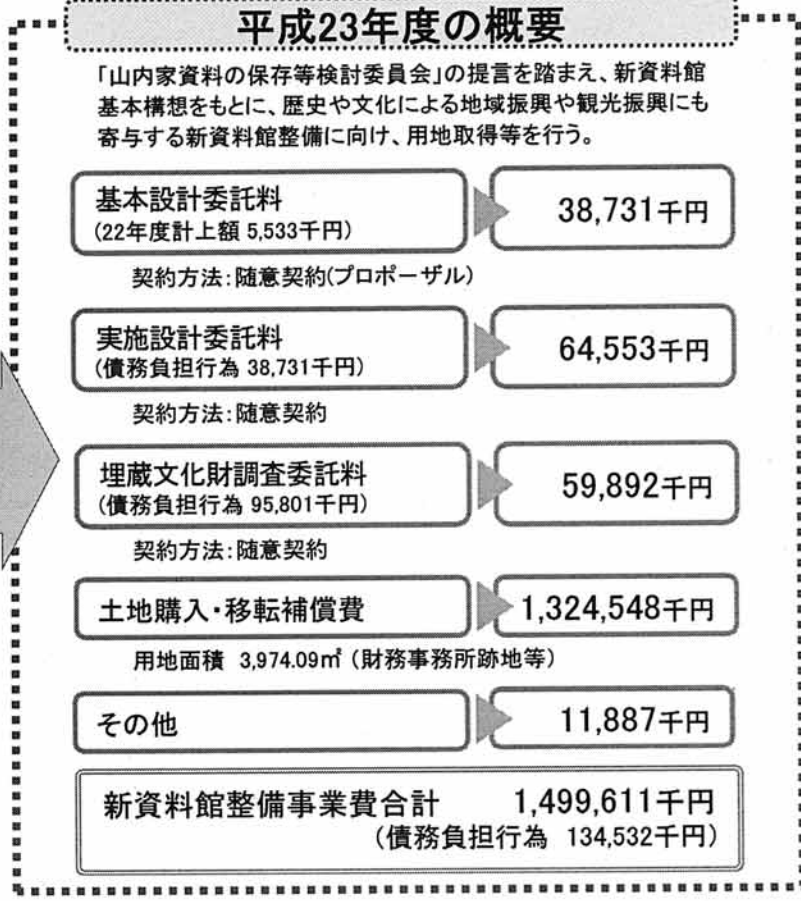 平成23年度の概要
「山内家資料の保存等検討委員会」の提言を踏まえ、新資料館
基本構想をもとに、歴史や文化による地域振興や観光振興にも
寄与する新資料館整備に向け、用地取得等を行う。
基本設計委託料
(22年度計上額 5,533千円)
38,731千円
契約方法:随意契約(プロポーザル)
実施設計委託料
(債務負担行為 38,731千円)
64,553千円
契約方法:随意契約
埋蔵文化財調査委託料
(債務負担行為 95,801千円)
59,892千円
契約方法:随意契約
土地購入・移転補償費
1,324,548千円
用地面積 3,974.09㎡ (財務事務所跡地等)
その他
11,887千円
新資料館整備事業費合計 1,499,611千円
(債務負担行為 134,532千円)